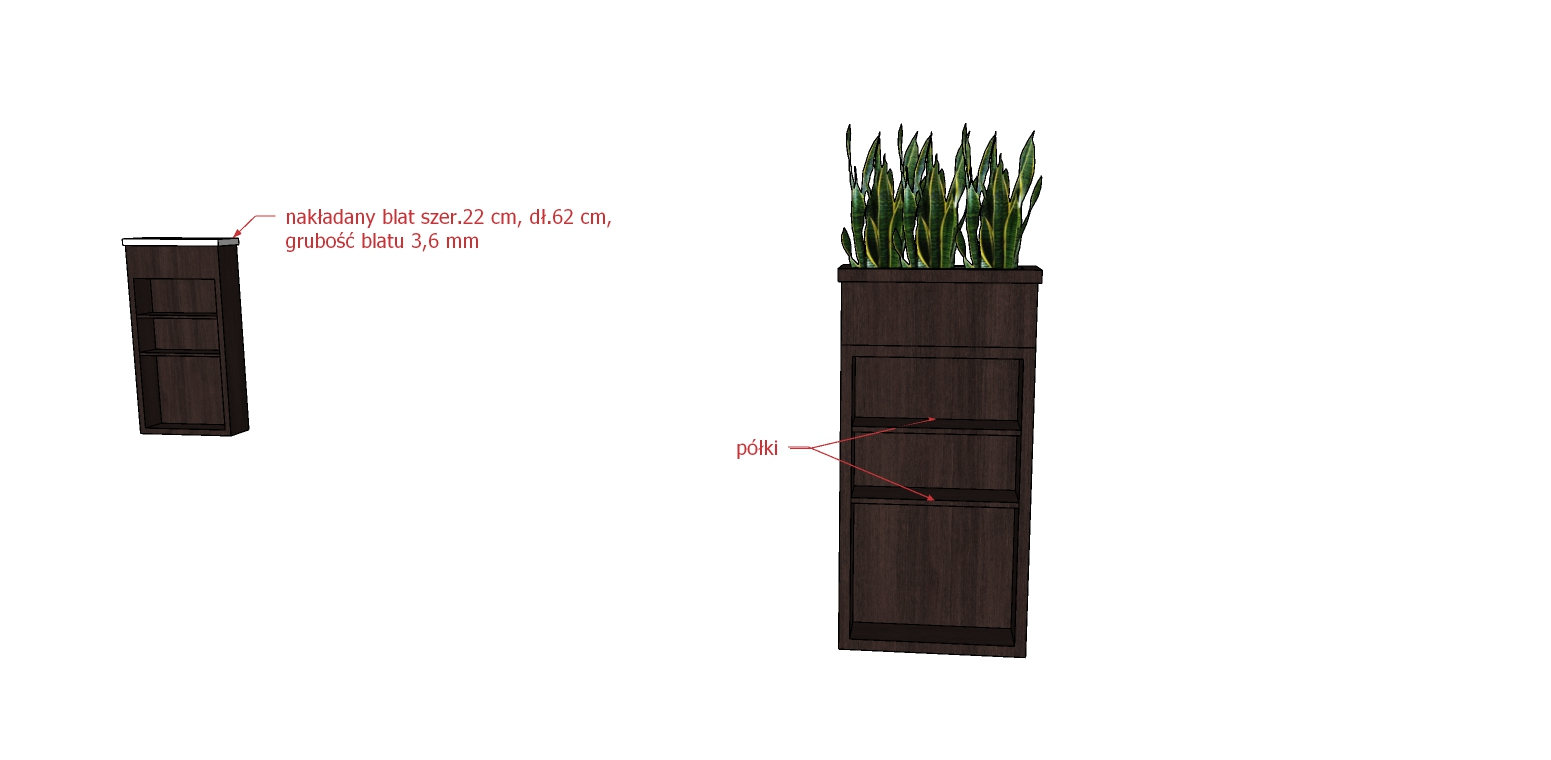 nakładany blat szer.22 cm, dł.62 cm,
grubość blatu 3,6 mm
półki